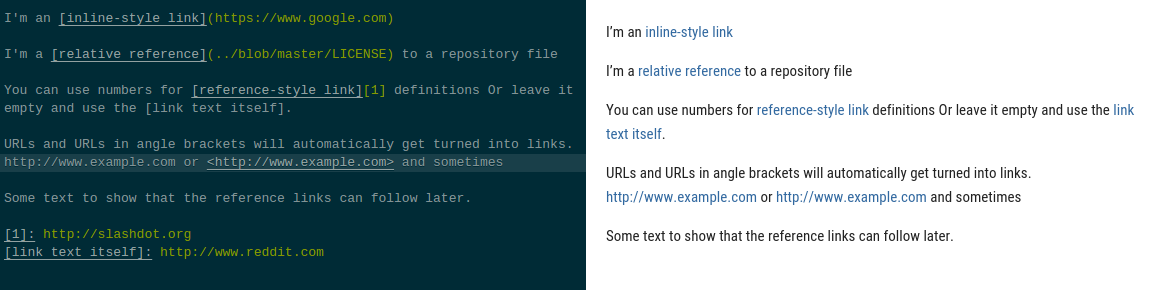 I'm an [inline-style link](https://www.google.com)
I'm a [relative reference](../blob/master/LICENSE) to a repository file
You can use numbers for [reference-style link][1] definitions Or leave it
empty and use the [link text itself].
URLs and URLs in angle brackets will automatically get turned into links.
http://www.example.com or <http://www.example.com> and sometimes
Some text to show that the reference links can follow later.
[1]: http://slashdot.org
[link text itself]: http://www.reddit.com
I'm an inline-style link
I'm a relative reference to a repository file
You can use numbers for reference-style link definitions Or leave it empty and use the link
text itself.
URLs and URLs in angle brackets will automatically get turned into links.
http://www.example.com or http://www.example.com and sometimes
Some text to show that the reference links can follow later.